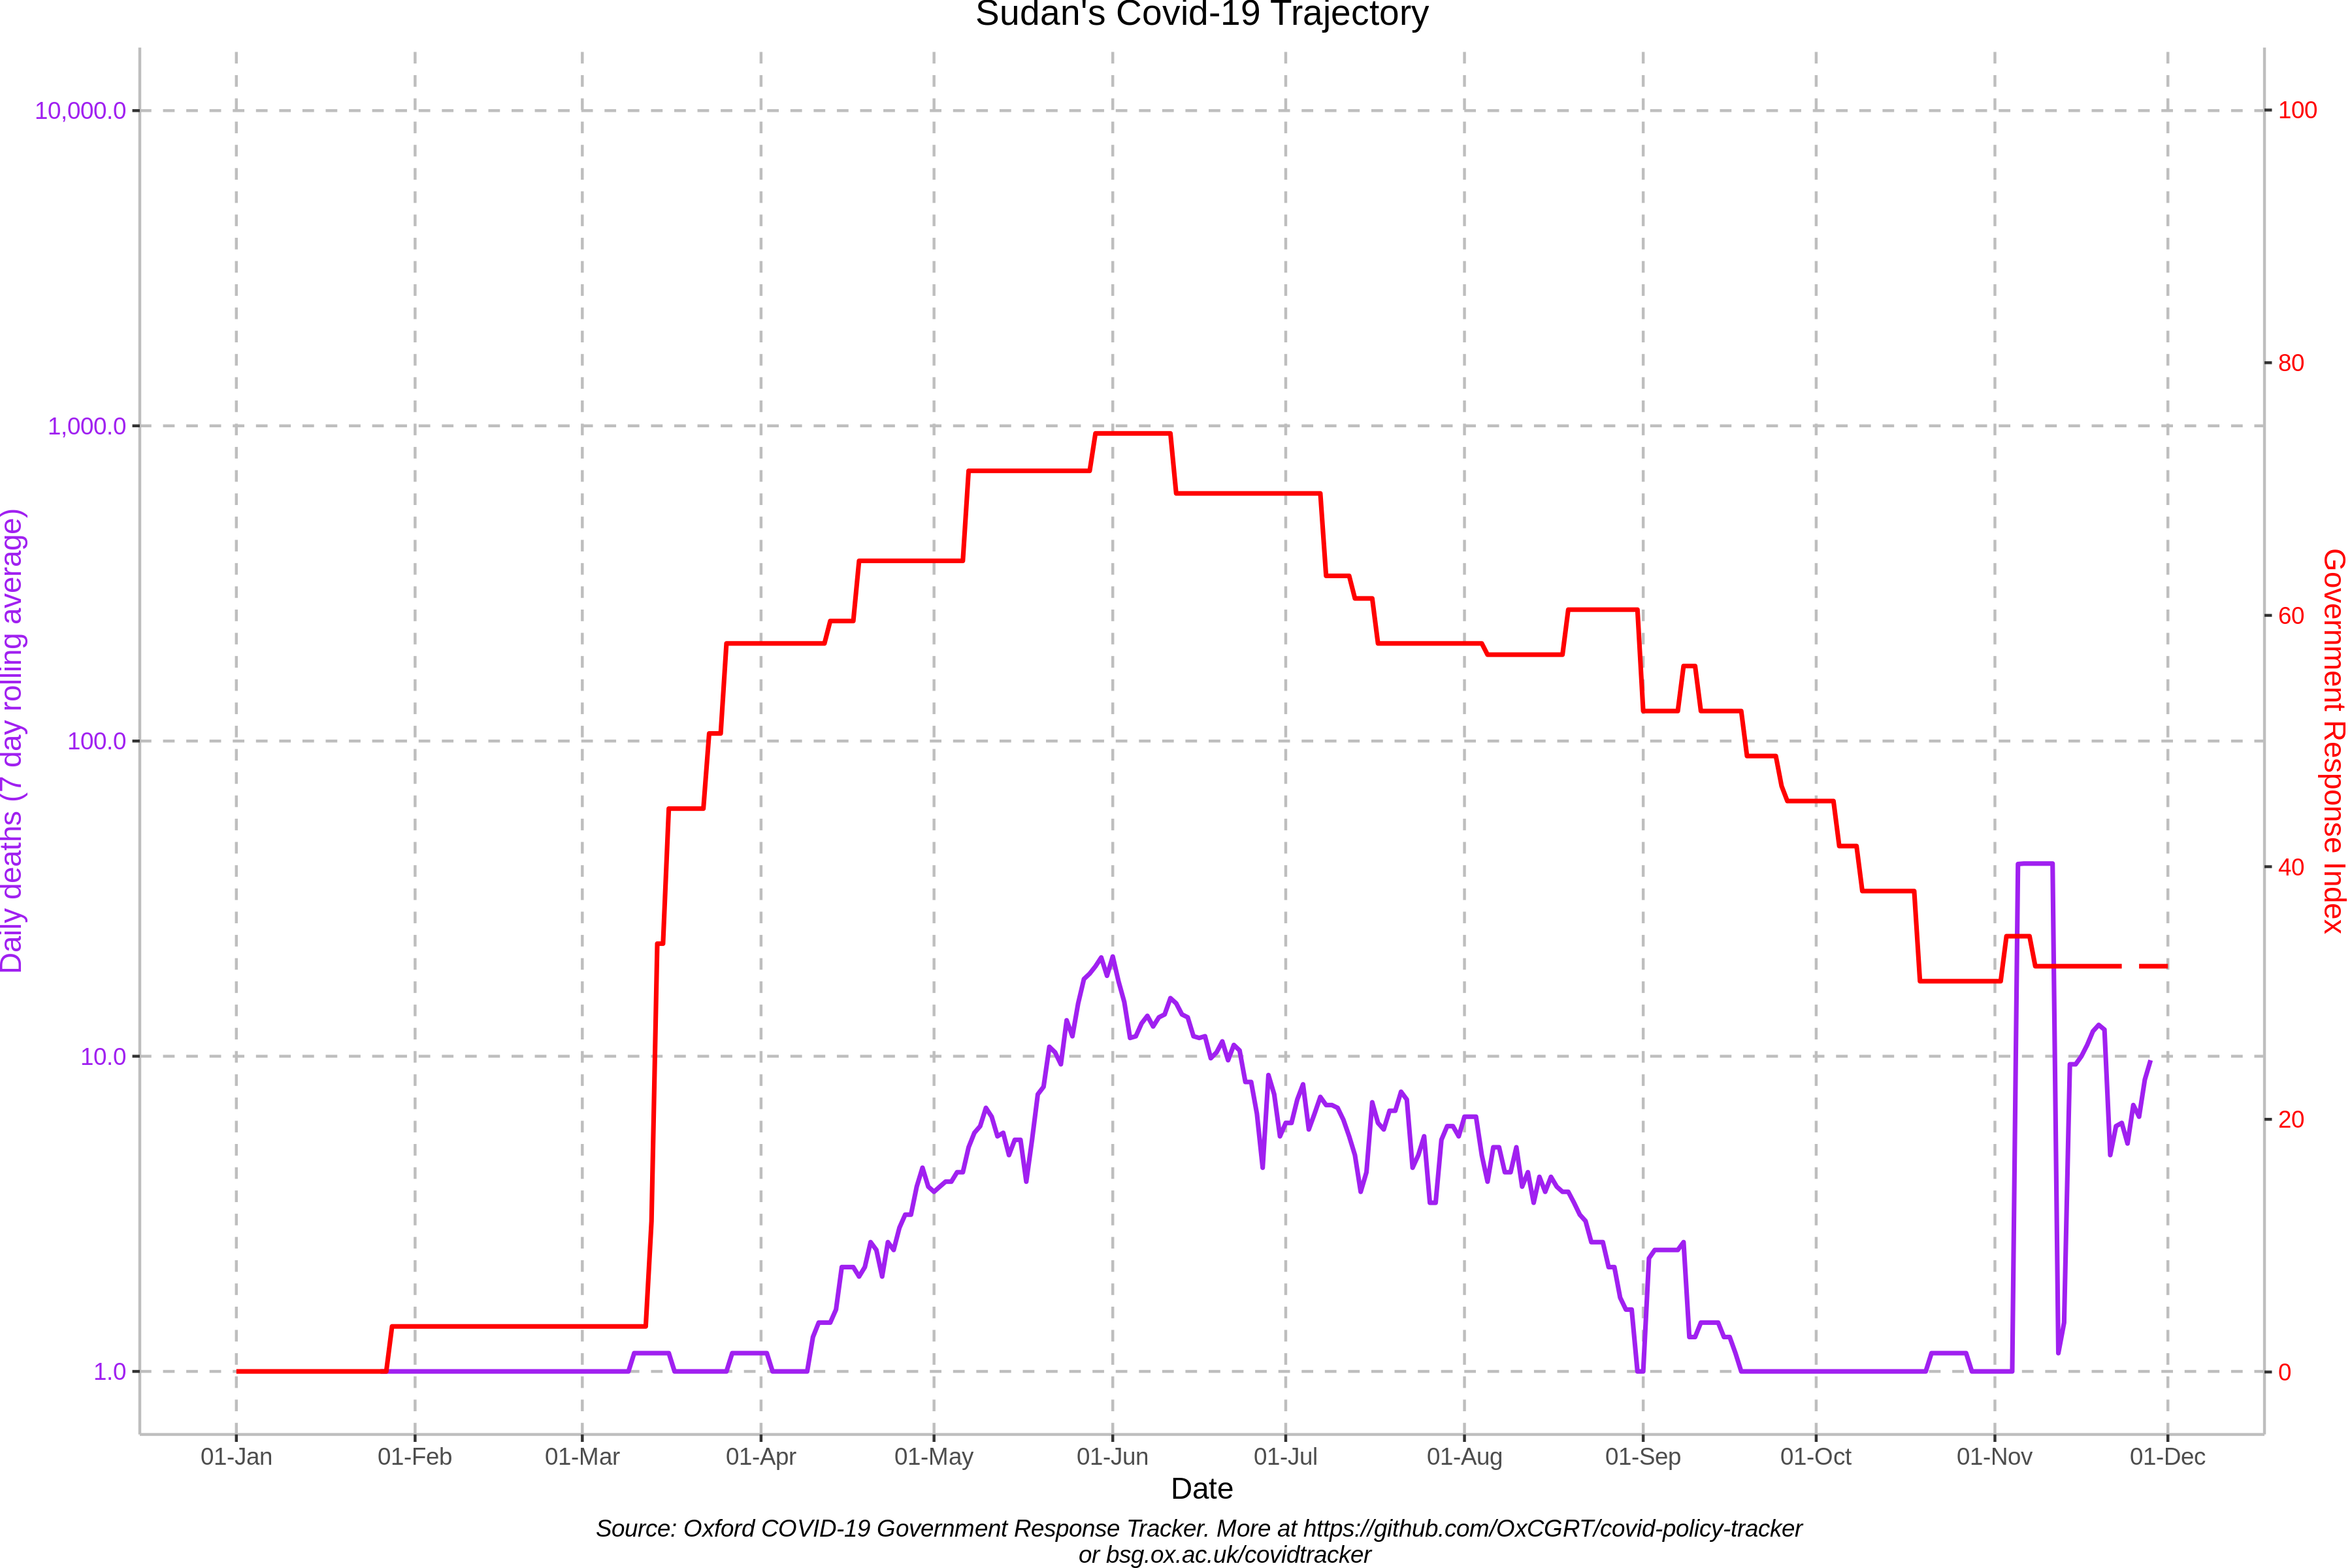 Sudan's Covid-19 Trajectory
10,000.0
1,000.0
100.0
10.0
1.0
Daily deaths (7 day rolling average)
100
80
60
40
20
0
Government Response Index
01-Jan 01-Feb 01-Mar 01-Apr 01-May 01-Jun 01-Jul 01-Aug 01-Sep 01-Oct 01-Nov 01-Dec
Date
Source: Oxford COVID-19 Government Response Tracker. More at https://github.com/OxCGRT/covid-policy-tracker
or bsg.ox.ac.uk/covidtracker